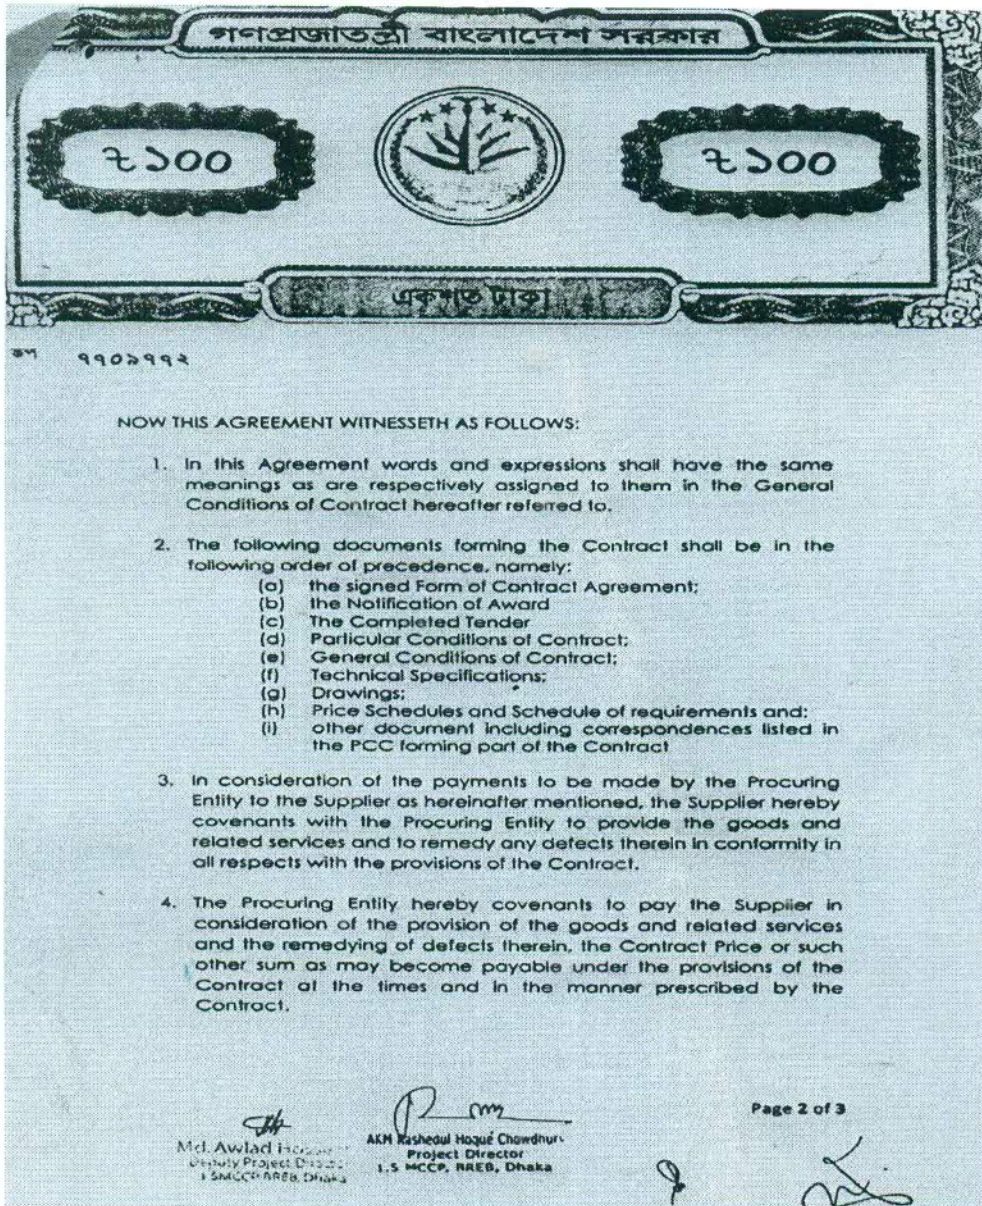 গণপ্রজাতন্ত্রী বাংলাদেশ সরকার
৳১০০
৳১০০
একশত টাকা
৭৭০১৭৭২
NOW THIS AGREEMENT WITNESSETH AS FOLLOWS:
1. In this Agreement words and expressions shall have the same
meanings as are respectively assigned to them in the General
Conditions of Contract hereafter referred to.
2. The following documents forming the Contract shall be in the
following order of precedence, namely:
(a) the signed Form of Contract Agreement;
(b) the Notification of Award
(c) The Completed Tender
(d) Particular Conditions of Contract;
(e) General Conditions of Contract;
(f) Technical Specifications;
(g) Drawings;
(h) Price Schedules and Schedule of requirements and;
(i) other document including correspondences listed in
the PCC forming part of the Contract
3. In consideration of the payments to be made by the Procuring
Entity to the Supplier as hereinafter mentioned, the Supplier hereby
covenants with the Procuring Entity to provide the goods and
related services and to remedy any defects therein in conformity in
all respects with the provisions of the Contract.
4. The Procuring Entity hereby covenants to pay the Supplier in
consideration of the provision of the goods and related services
and the remedying of defects therein, the Contract Price or such
other sum as may become payable under the provisions of the
Contract at the times and in the manner prescribed by the
Contract.
Page 2 of 3
Md. Awlad
Deputy Project
1.5MCCP BREB, Dhaka
AKM Rashedul Hoque Chowdhury
Project Director
1.5 MCCP, BREB, Dhaka